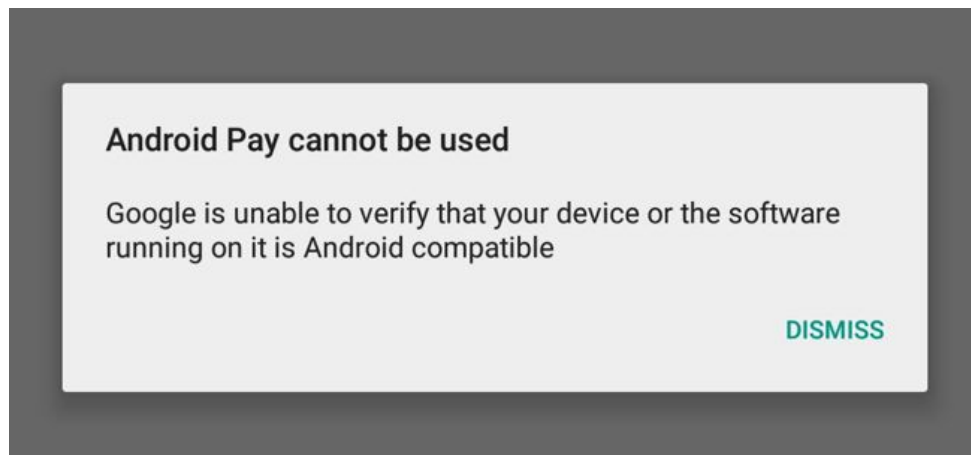 Android Pay cannot be used
Google is unable to verify that your device or the software
running on it is Android compatible
DISMISS